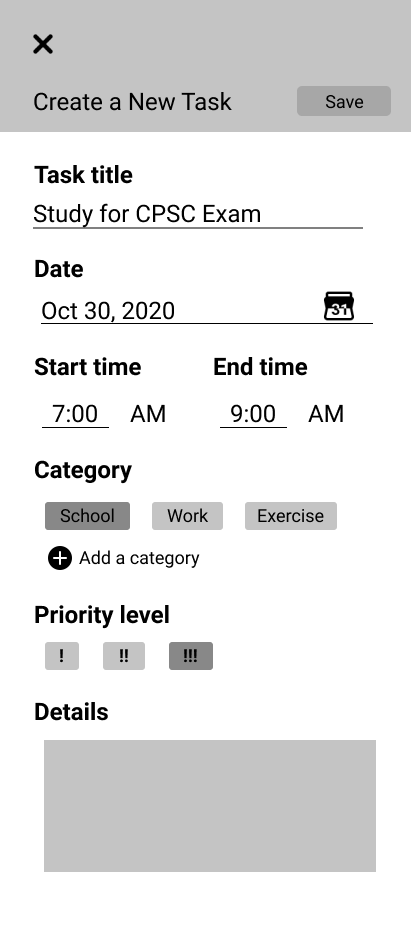 Create a New Task Save
Task title
Study for CPSC Exam
Date
Oct 30, 2020 31
Start time End time
7:00 AM 9:00 AM
Category
School Work Exercise
Add a category
Priority level
! !! !!!
Details